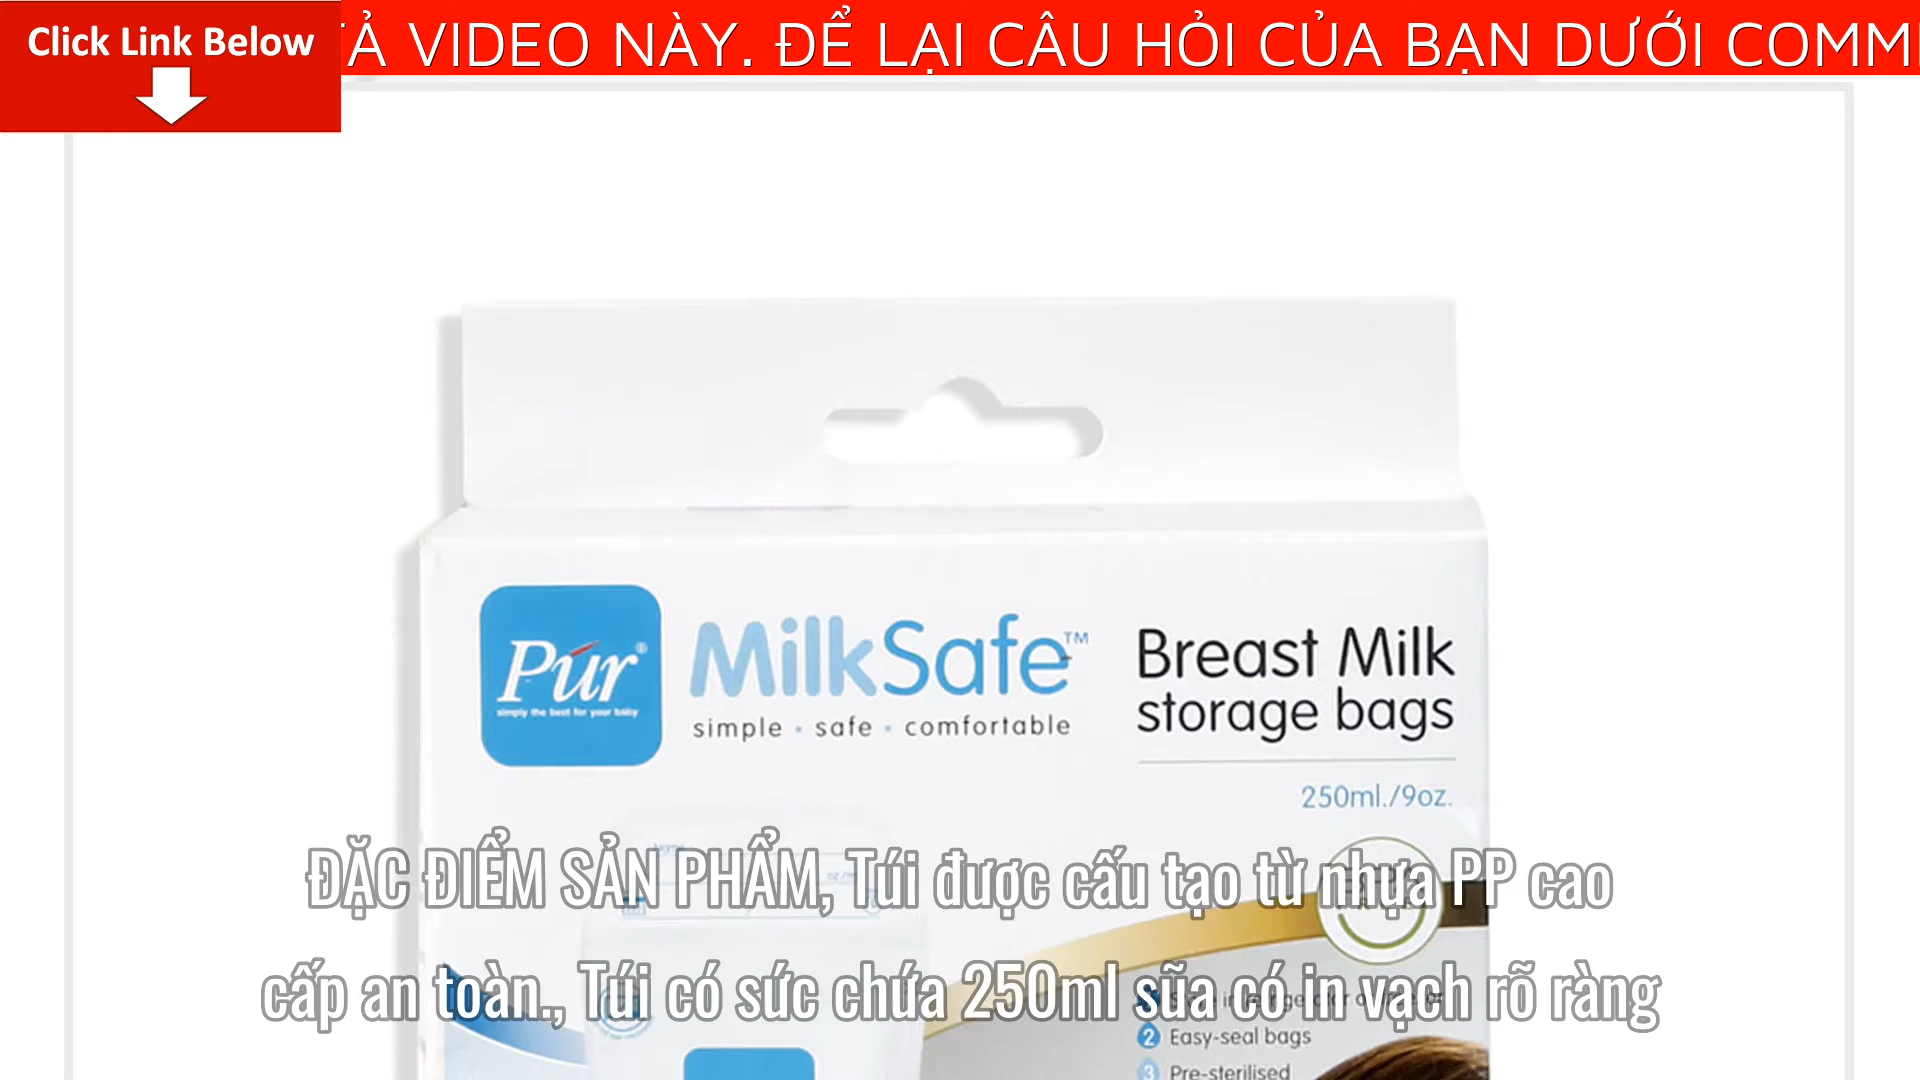 Click Link Below
TẢ VIDEO NÀY. ĐỂ LẠI CÂU HỎI CỦA BẠN DƯỚI COMM
Pur®
simply the best for your baby
MilkSafe™
simple • safe • comfortable
Breast Milk
storage bags
250ml./9oz.
ĐẶC ĐIỂM SẢN PHẨM, Túi được cấu tạo từ nhựa PP cao
cấp an toàn., Túi có sức chứa 250ml sũa có in vạch rõ ràng
2 Easy-seal bags
3 Pre-sterilised